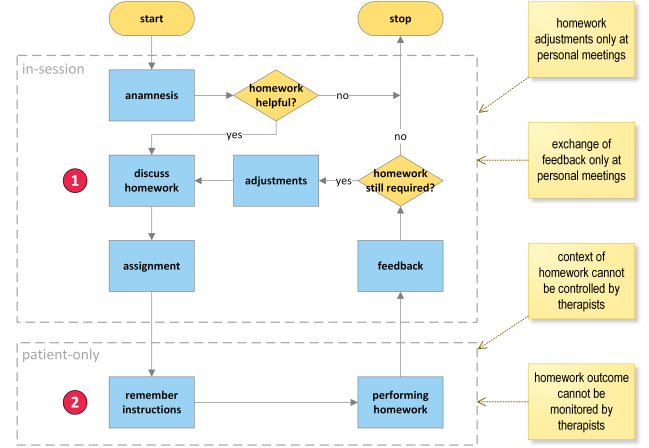 start
stop
homework
adjustments only at
personal meetings
in-session
anamnesis
homework
helpful?
no
yes
no
exchange of
feedback only at
personal meetings
1
discuss
homework
adjustments
yes
homework
still required?
assignment
feedback
context of
homework cannot
be controlled by
therapists
patient-only
2
remember
instructions
performing
homework
homework outcome
cannot be
monitored by
therapists